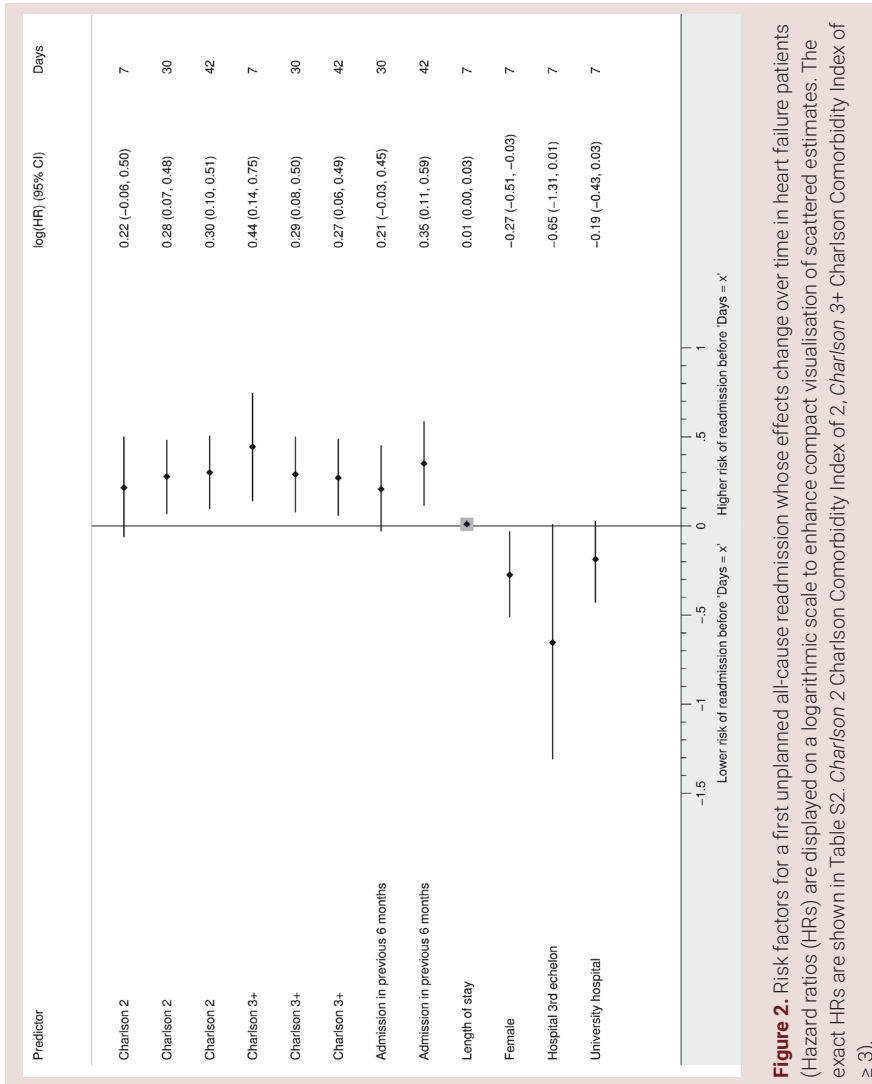 Predictor log(HR) (95% CI) Days
Charlson 2 0.22 (−0.06, 0.50) 7
Charlson 2 0.28 (0.07, 0.48) 30
Charlson 2 0.30 (0.10, 0.51) 42
Charlson 3+ 0.44 (0.14, 0.75) 7
Charlson 3+ 0.29 (0.08, 0.50) 30
Charlson 3+ 0.27 (0.06, 0.49) 42
Admission in previous 6 months 0.21 (−0.03, 0.45) 30
Admission in previous 6 months 0.35 (0.11, 0.59) 42
Length of stay 0.01 (0.00, 0.03) 7
Female −0.27 (−0.51, −0.03) 7
Hospital 3rd echelon −0.65 (−1.31, 0.01) 7
University hospital −0.19 (−0.43, 0.03) 7
−1.5 −1 −.5 0 .5 1
Lower risk of readmission before 'Days = x' Higher risk of readmission before 'Days = x'
Figure 2. Risk factors for a first unplanned all-cause readmission whose effects change over time in heart failure patients
(Hazard ratios (HRs) are displayed on a logarithmic scale to enhance compact visualisation of scattered estimates. The
exact HRs are shown in Table S2. Charlson 2 Charlson Comorbidity Index of 2, Charlson 3+ Charlson Comorbidity Index of
≥ 3).